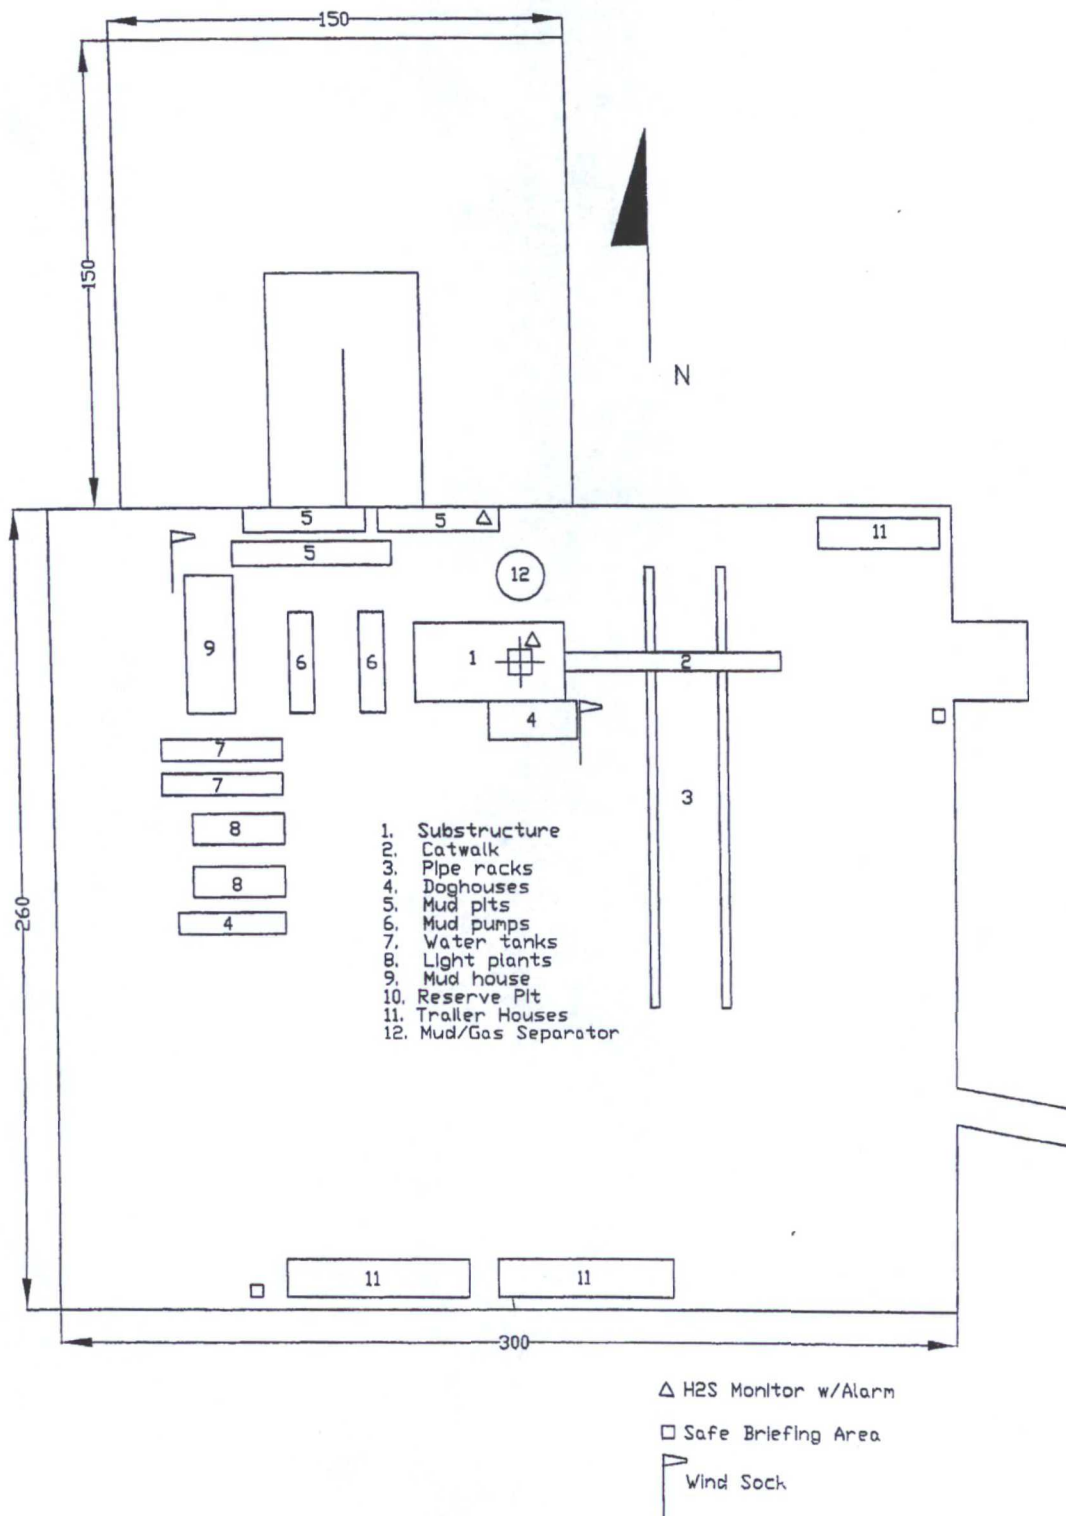 150
150
N
5
5
11
5
12
9
6
6
1
2
4
7
7
3
8
8
4
1. Substructure
2. Catwalk
3. Pipe racks
4. Doghouses
5. Mud pits
6. Mud pumps
7. Water tanks
8. Light plants
9. Mud house
10. Reserve Pit
11. Trailer Houses
12. Mud/Gas Separator
260
11
11
300
H2S Monitor w/Alarm
Safe Briefing Area
Wind Sock